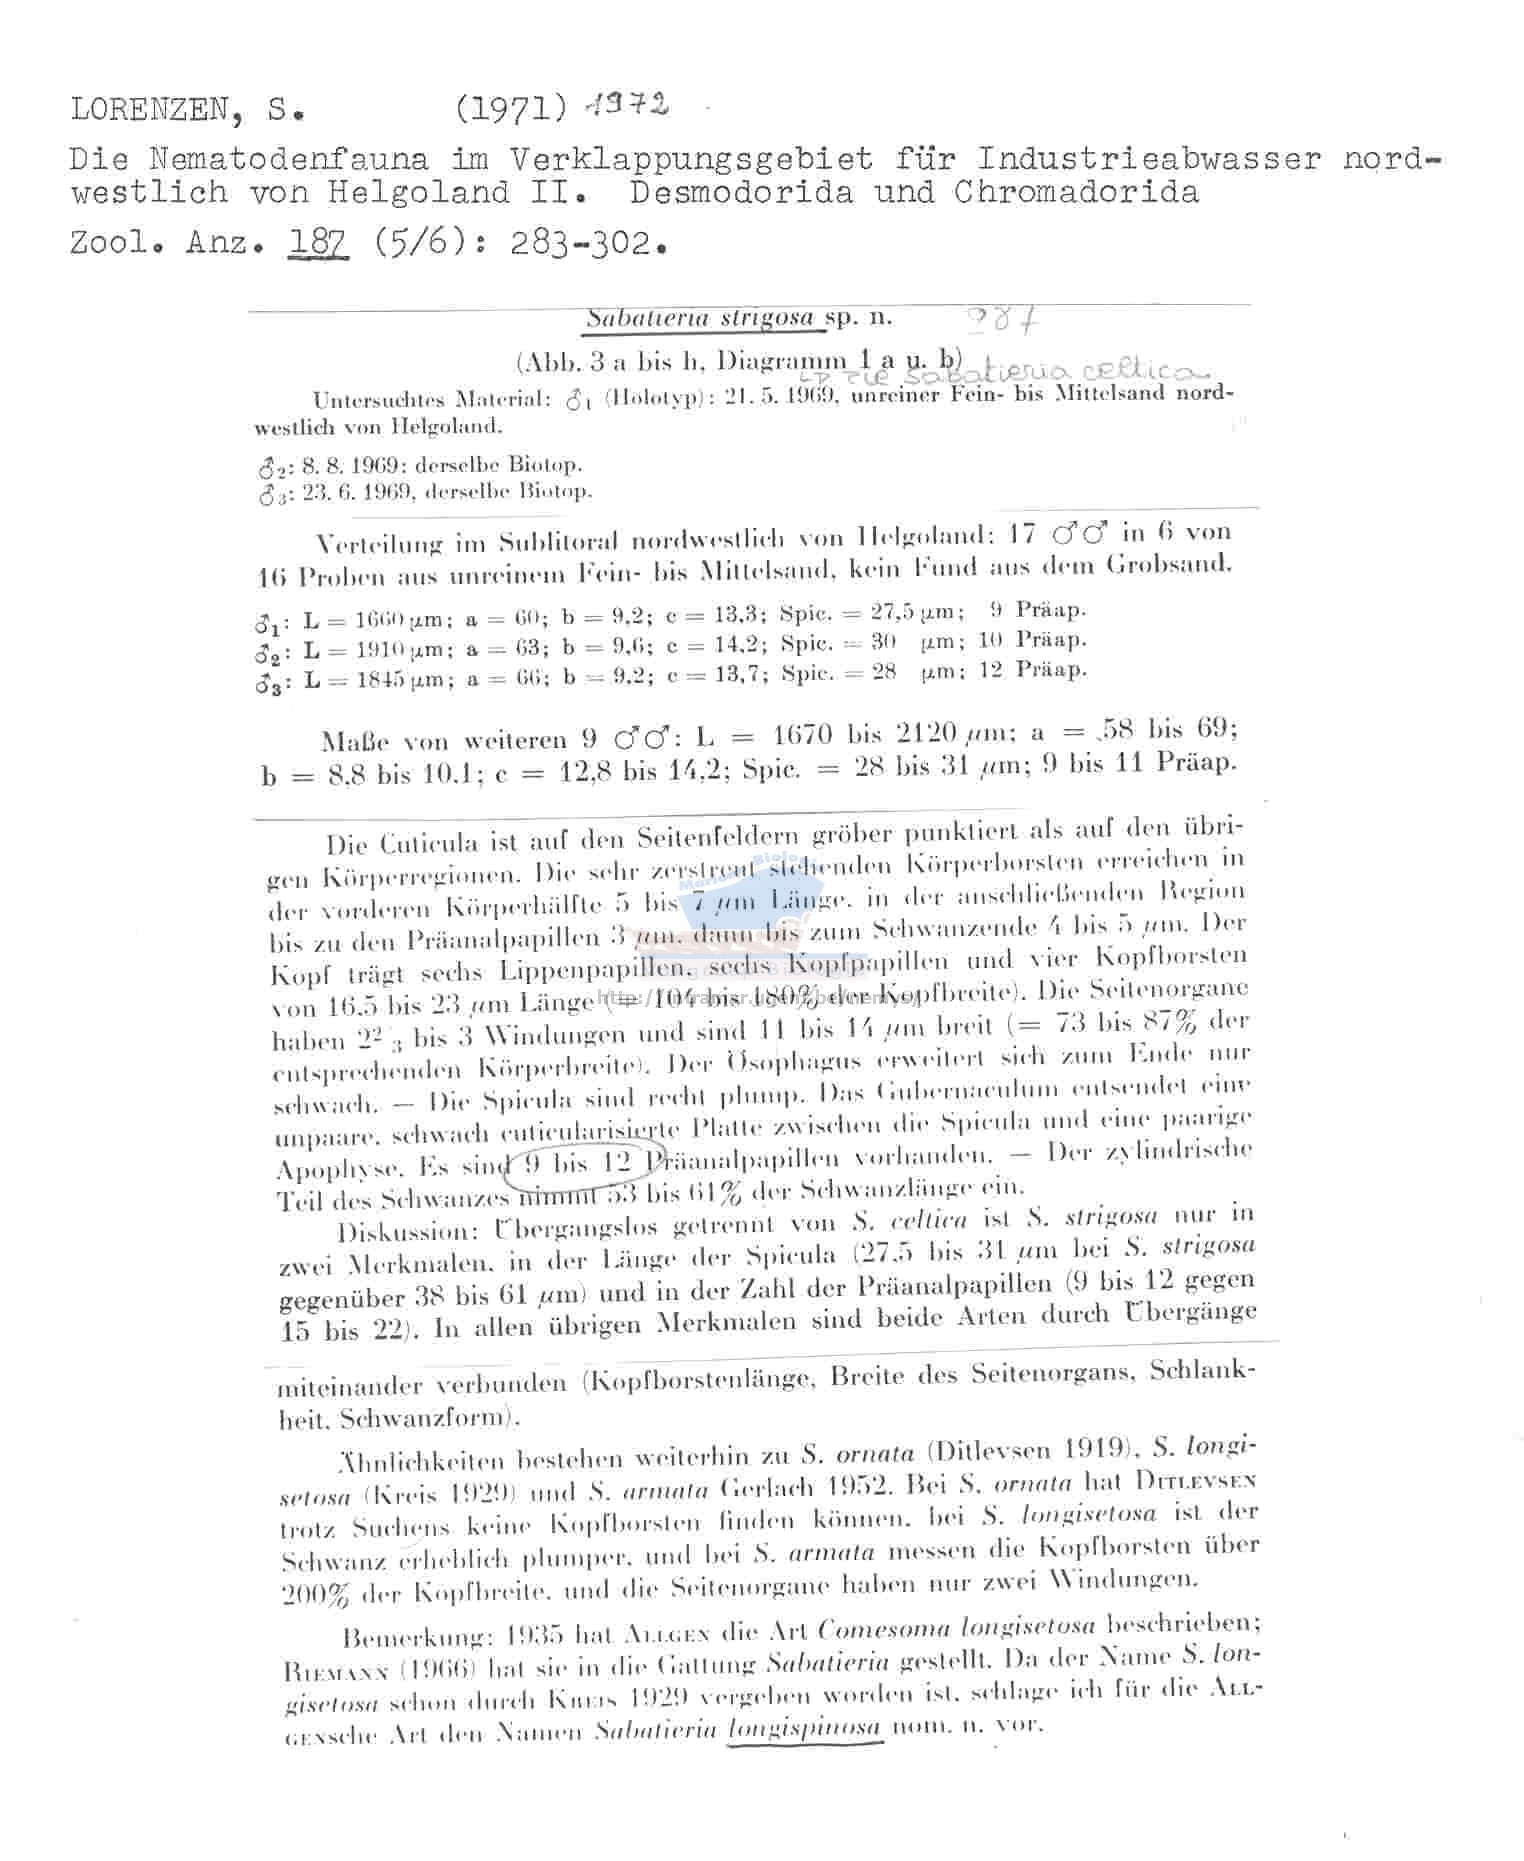 LORENZEN, S. (1971) 1972
Die Nematodenfauna im Verklappungsgebiet für Industrieabwasser nord-
westlich von Helgoland II. Desmodorida und Chromadorida
Zool. Anz. 187 (5/6): 283-302.
Sabatieria strigosa sp. n. 287
(Abb. 3 a bis h, Diagramm 1 a u. b)
zie Sabatieria celtica
Untersuchtes Material: ♂1 (Holotyp): 21. 5. 1969, unreiner Fein- bis Mittelsand nord-
westlich von Helgoland.
♂2: 8. 8. 1969: derselbe Biotop.
♂3: 23. 6. 1969, derselbe Biotop.
Verteilung im Sublitoral nordwestlich von Helgoland: 17 ♂♂ in 6 von
16 Proben aus unreinem Fein- bis Mittelsand, kein Fund aus dem Grobsand.
♂1: L = 1660 µm; a = 60; b = 9,2; c = 13,3; Spic. = 27,5 µm; 9 Präap.
♂2: L = 1910 µm; a = 63; b = 9,6; c = 14,2; Spic. = 30 µm; 10 Präap.
♂3: L = 1845 µm; a = 66; b = 9,2; c = 13,7; Spic. = 28 µm; 12 Präap.
Maße von weiteren 9 ♂♂: L = 1670 bis 2120 µm; a = 58 bis 69;
b = 8,8 bis 10,1; c = 12,8 bis 14,2; Spic. = 28 bis 31 µm; 9 bis 11 Präap.
Die Cuticula ist auf den Seitenfeldern gröber punktiert als auf den übri-
gen Körperregionen. Die sehr zerstreut stehenden Körperborsten erreichen in
der vorderen Körperhälfte 5 bis 7 µm Länge, in der anschließenden Region
bis zu den Präanalpapillen 3 µm, dann bis zum Schwanzende 4 bis 5 µm. Der
Kopf trägt sechs Lippenpapillen, sechs Kopfpapillen und vier Kopfborsten
von 16,5 bis 23 µm Länge (= 104 bis 180% der Kopfbreite). Die Seitenorgane
haben 2 2/3 bis 3 Windungen und sind 11 bis 14 µm breit (= 73 bis 87% der
entsprechenden Körperbreite). Der Ösophagus erweitert sich zum Ende nur
schwach. — Die Spicula sind recht plump. Das Gubernaculum entsendet eine
unpaare, schwach cuticularisierte Platte zwischen die Spicula und eine paarige
Apophyse. Es sind 9 bis 12 Präanalpapillen vorhanden. — Der zylindrische
Teil des Schwanzes nimmt 53 bis 61% der Schwanzlänge ein.
Diskussion: Übergangslos getrennt von S. celtica ist S. strigosa nur in
zwei Merkmalen, in der Länge der Spicula (27,5 bis 31 µm bei S. strigosa
gegenüber 38 bis 61 µm) und in der Zahl der Präanalpapillen (9 bis 12 gegen
15 bis 22). In allen übrigen Merkmalen sind beide Arten durch Übergänge
miteinander verbunden (Kopfborstenlänge, Breite des Seitenorgans, Schlank-
heit, Schwanzform).
Ähnlichkeiten bestehen weiterhin zu S. ornata (Ditlevsen 1919), S. longi-
setosa (Kreis 1929) und S. armata Gerlach 1952. Bei S. ornata hat DITLEVSEN
trotz Suchens keine Kopfborsten finden können, bei S. longisetosa ist der
Schwanz erheblich plumper, und bei S. armata messen die Kopfborsten über
200% der Kopfbreite, und die Seitenorgane haben nur zwei Windungen.
Bemerkung: 1935 hat ALLGEN die Art Comesoma longisetosa beschrieben;
RIEMANN (1966) hat sie in die Gattung Sabatieria gestellt. Da der Name S. lon-
gisetosa schon durch KREIS 1929 vergeben worden ist, schlage ich für die ALL-
GENsche Art den Namen Sabatieria longispinosa nom. n. vor.